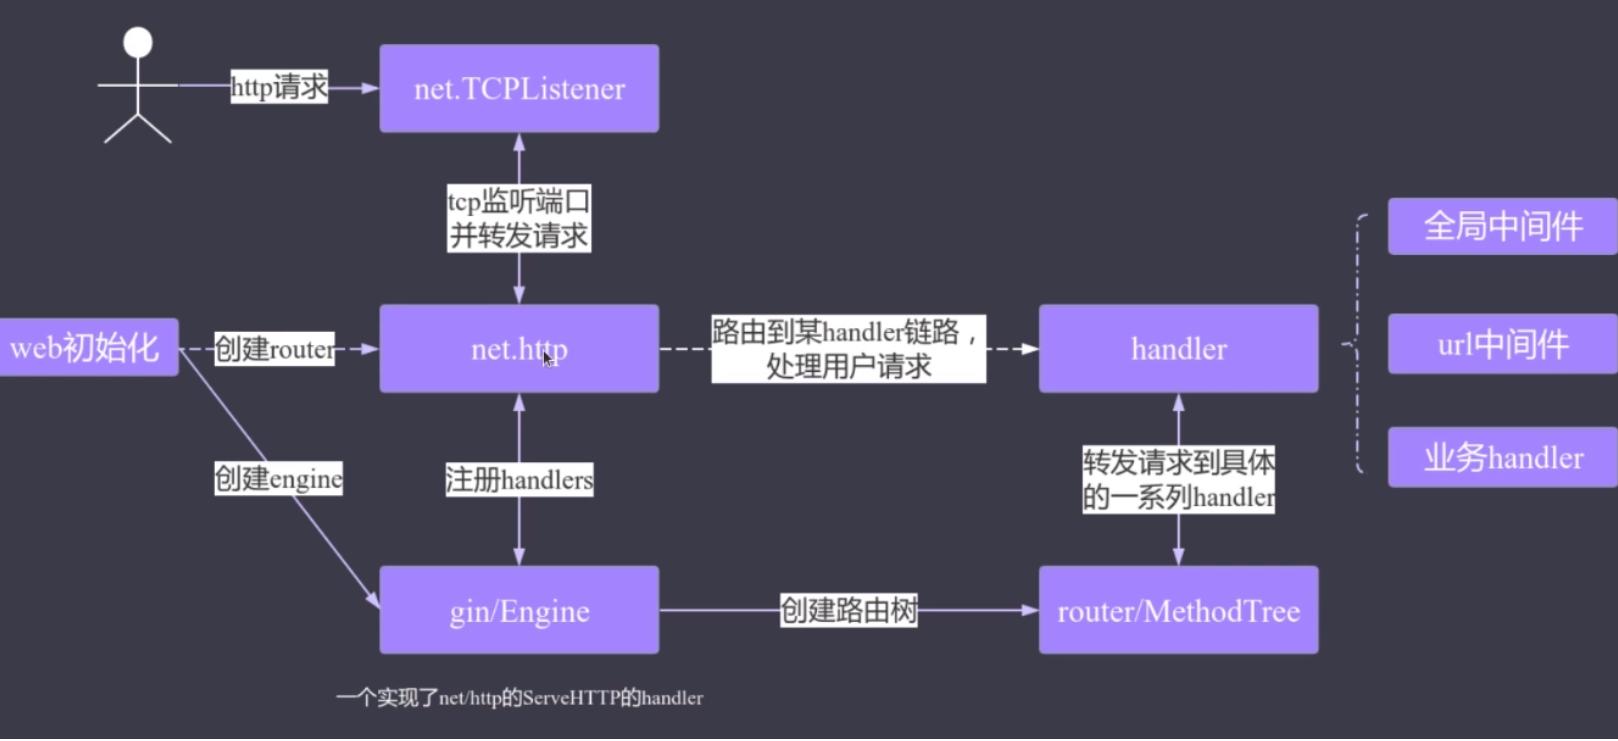 http请求
net.TCPListener
tcp监听端口
并转发请求
全局中间件
web初始化
创建router
net.http
路由到某handler链路，
处理用户请求
handler
url中间件
创建engine
注册handlers
转发请求到具体
的一系列handler
业务handler
gin/Engine
创建路由树
router/MethodTree
一个实现了net/http的ServeHTTP的handler